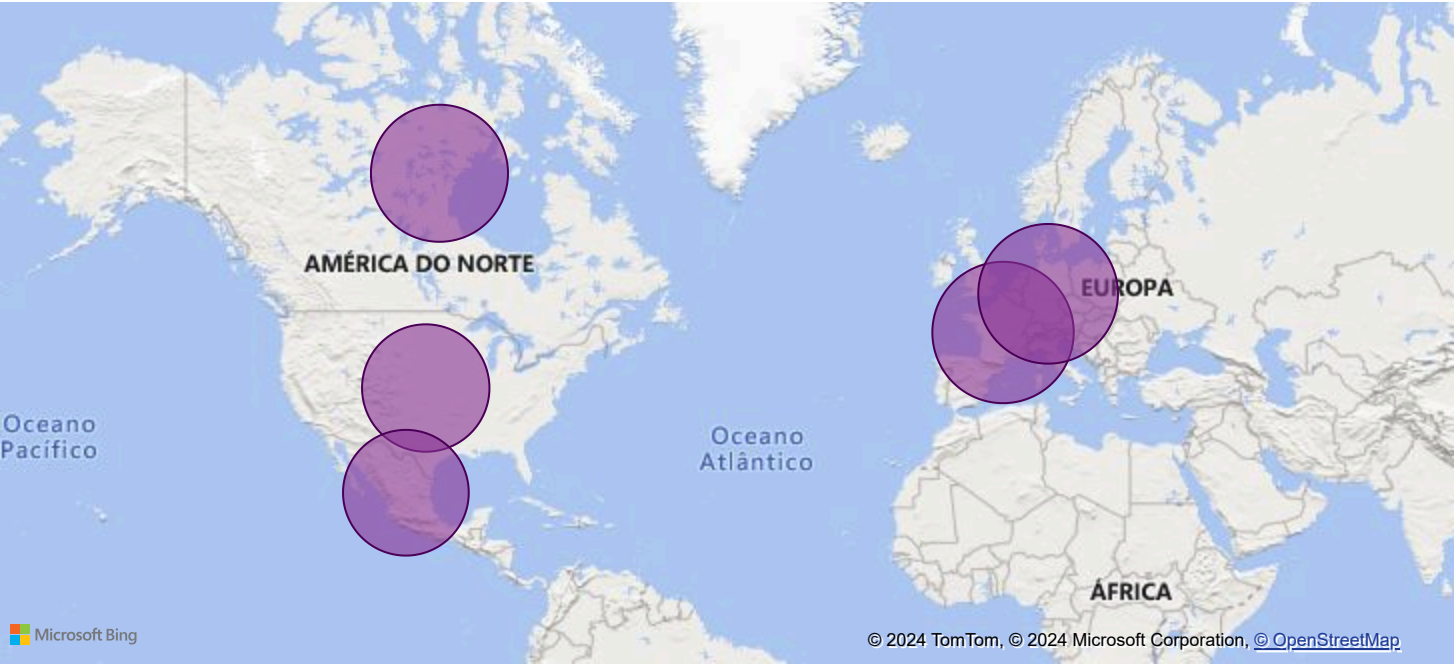 AMÉRICA DO NORTE
EUROPA
Oceano
Pacífico
Oceano
Atlântico
ÁFRICA
Microsoft Bing
© 2024 TomTom, © 2024 Microsoft Corporation, © OpenStreetMap